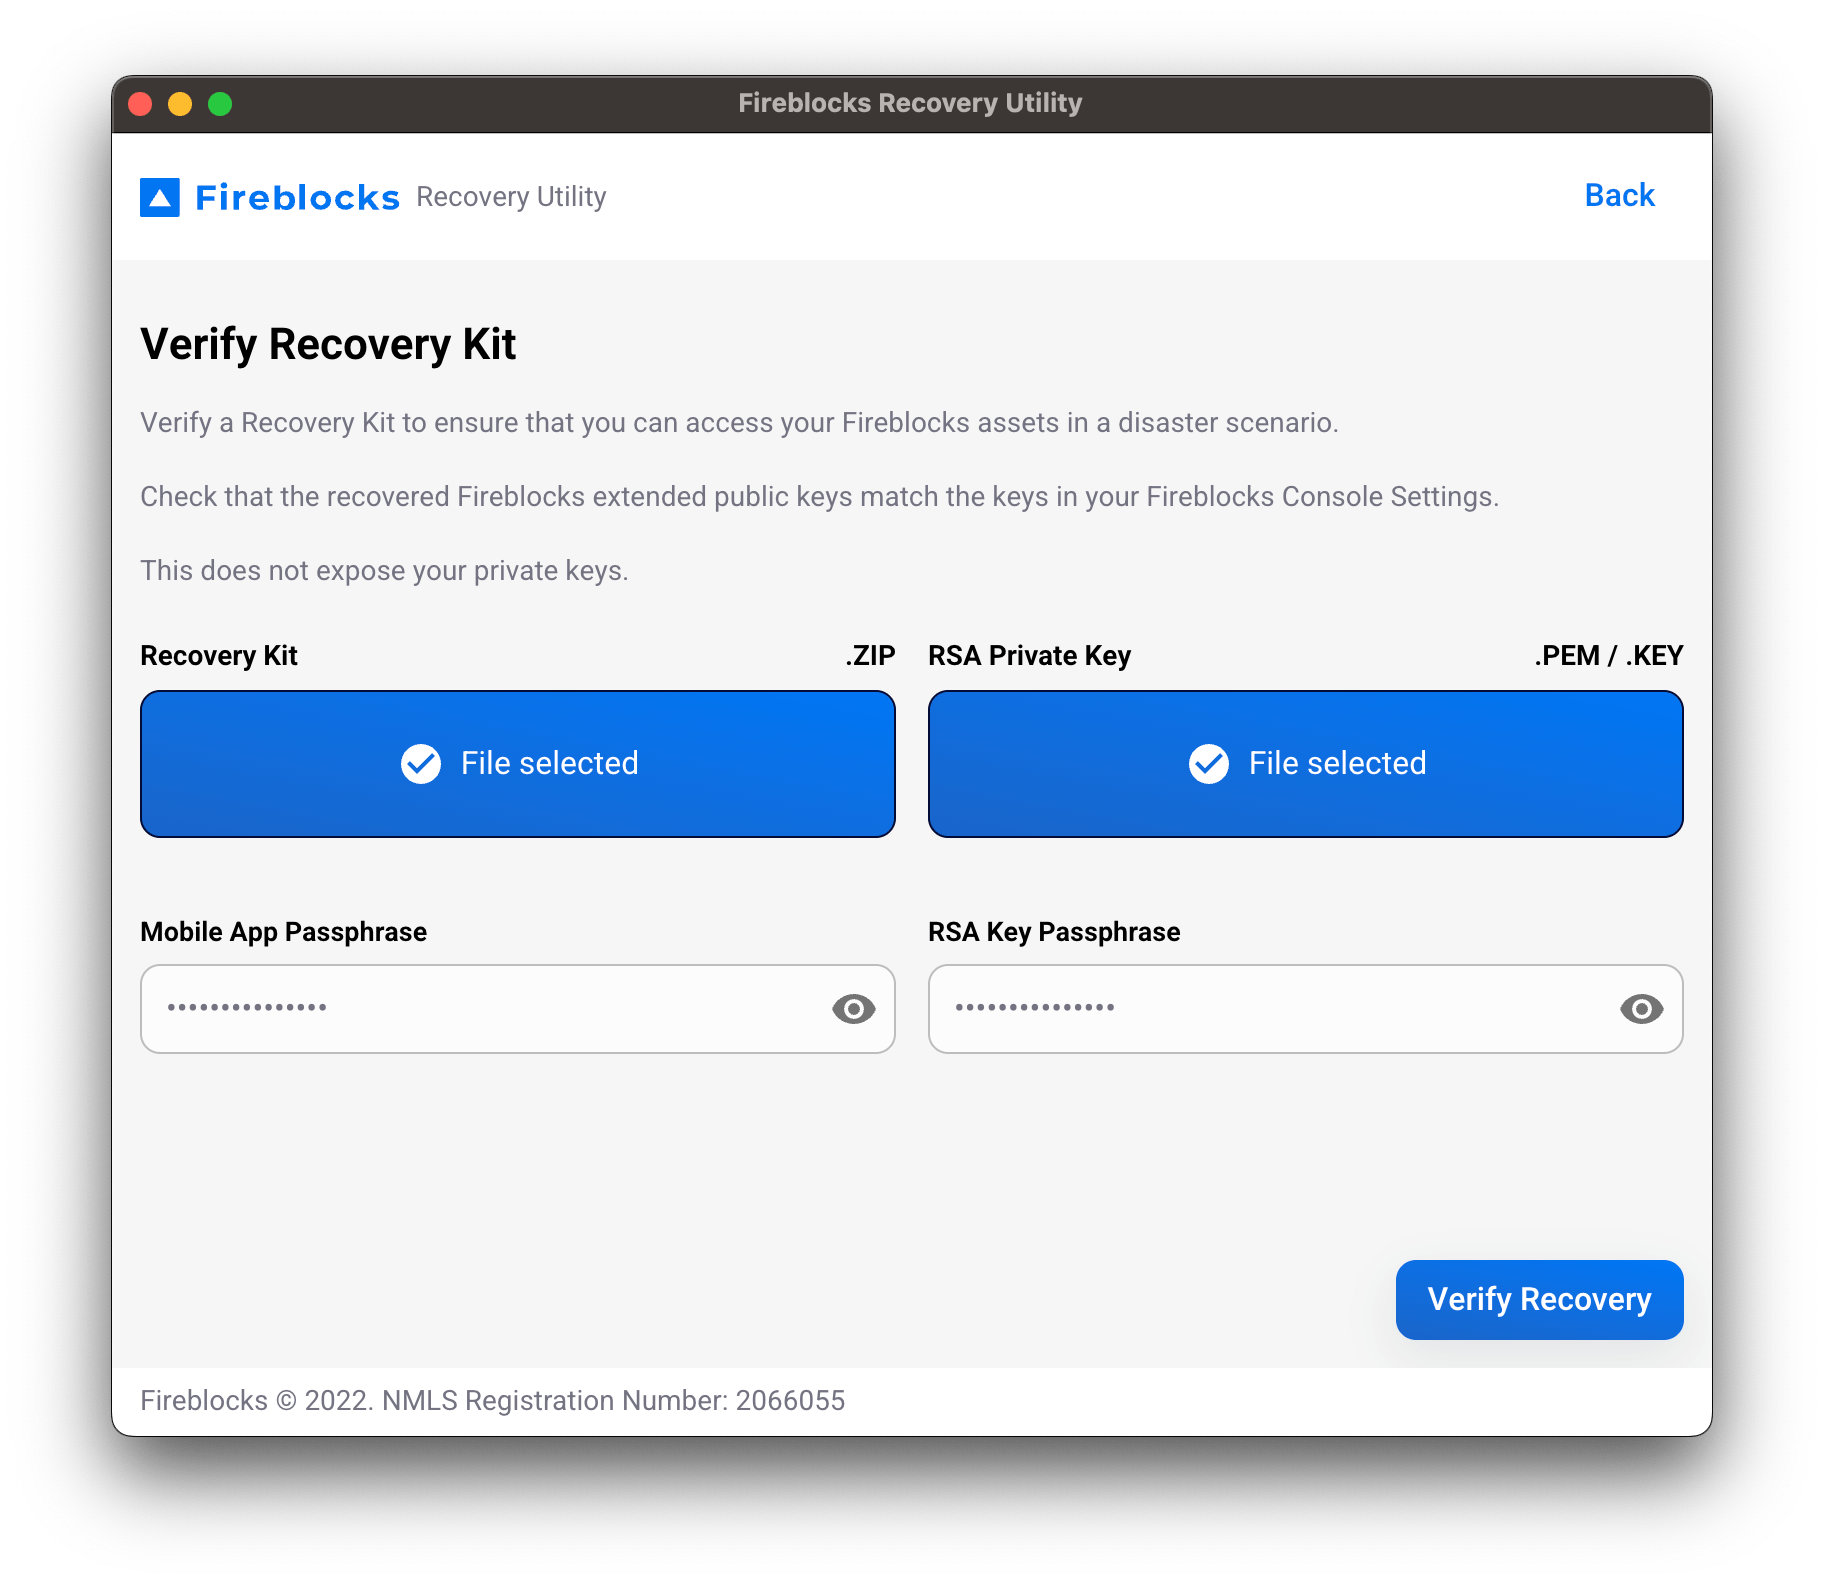 Fireblocks Recovery Utility
Fireblocks Recovery Utility
Back
Verify Recovery Kit
Verify a Recovery Kit to ensure that you can access your Fireblocks assets in a disaster scenario.
Check that the recovered Fireblocks extended public keys match the keys in your Fireblocks Console Settings.
This does not expose your private keys.
Recovery Kit .ZIP
RSA Private Key .PEM / .KEY
File selected
File selected
Mobile App Passphrase
RSA Key Passphrase
•••••••••••••••
•••••••••••••••
Verify Recovery
Fireblocks © 2022. NMLS Registration Number: 2066055